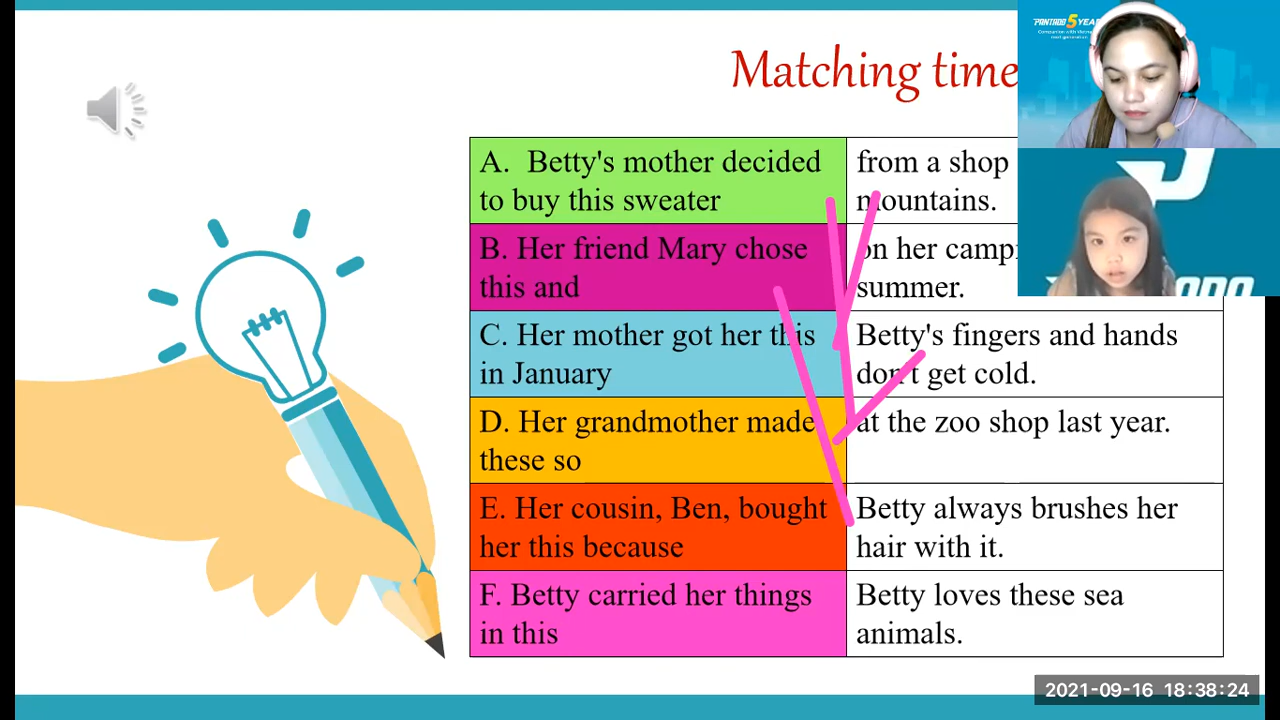 Matching time
PANTADO 5 YEA
A. Betty's mother decided
to buy this sweater
from a shop
mountains.
B. Her friend Mary chose
this and
on her camp
summer.
C. Her mother got her this
in January
Betty's fingers and hands
don't get cold.
D. Her grandmother made
these so
at the zoo shop last year.
E. Her cousin, Ben, bought
her this because
Betty always brushes her
hair with it.
F. Betty carried her things
in this
Betty loves these sea
animals.
2021-09-16 18:38:24